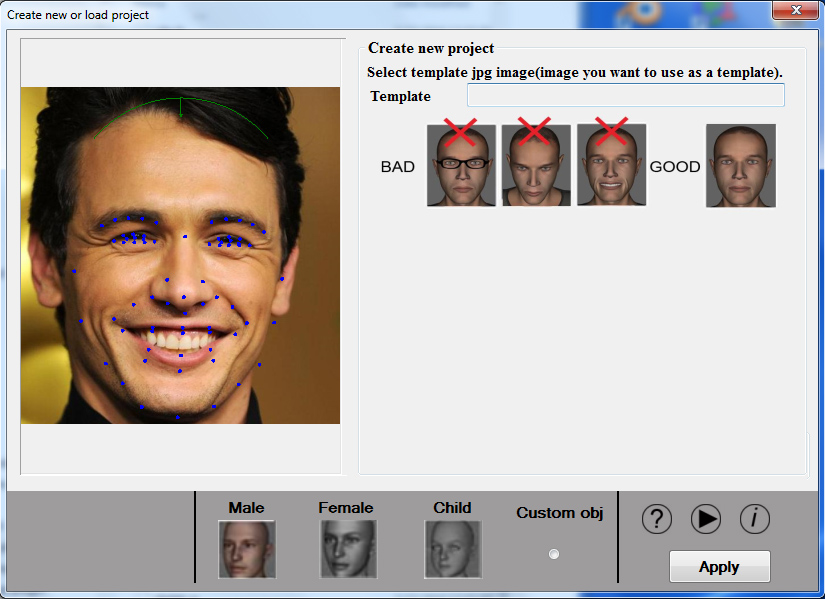 Create new or load project
Create new project
Select template jpg image(image you want to use as a template).
Template
BAD
GOOD
Male
Female
Child
Custom obj
?
i
Apply